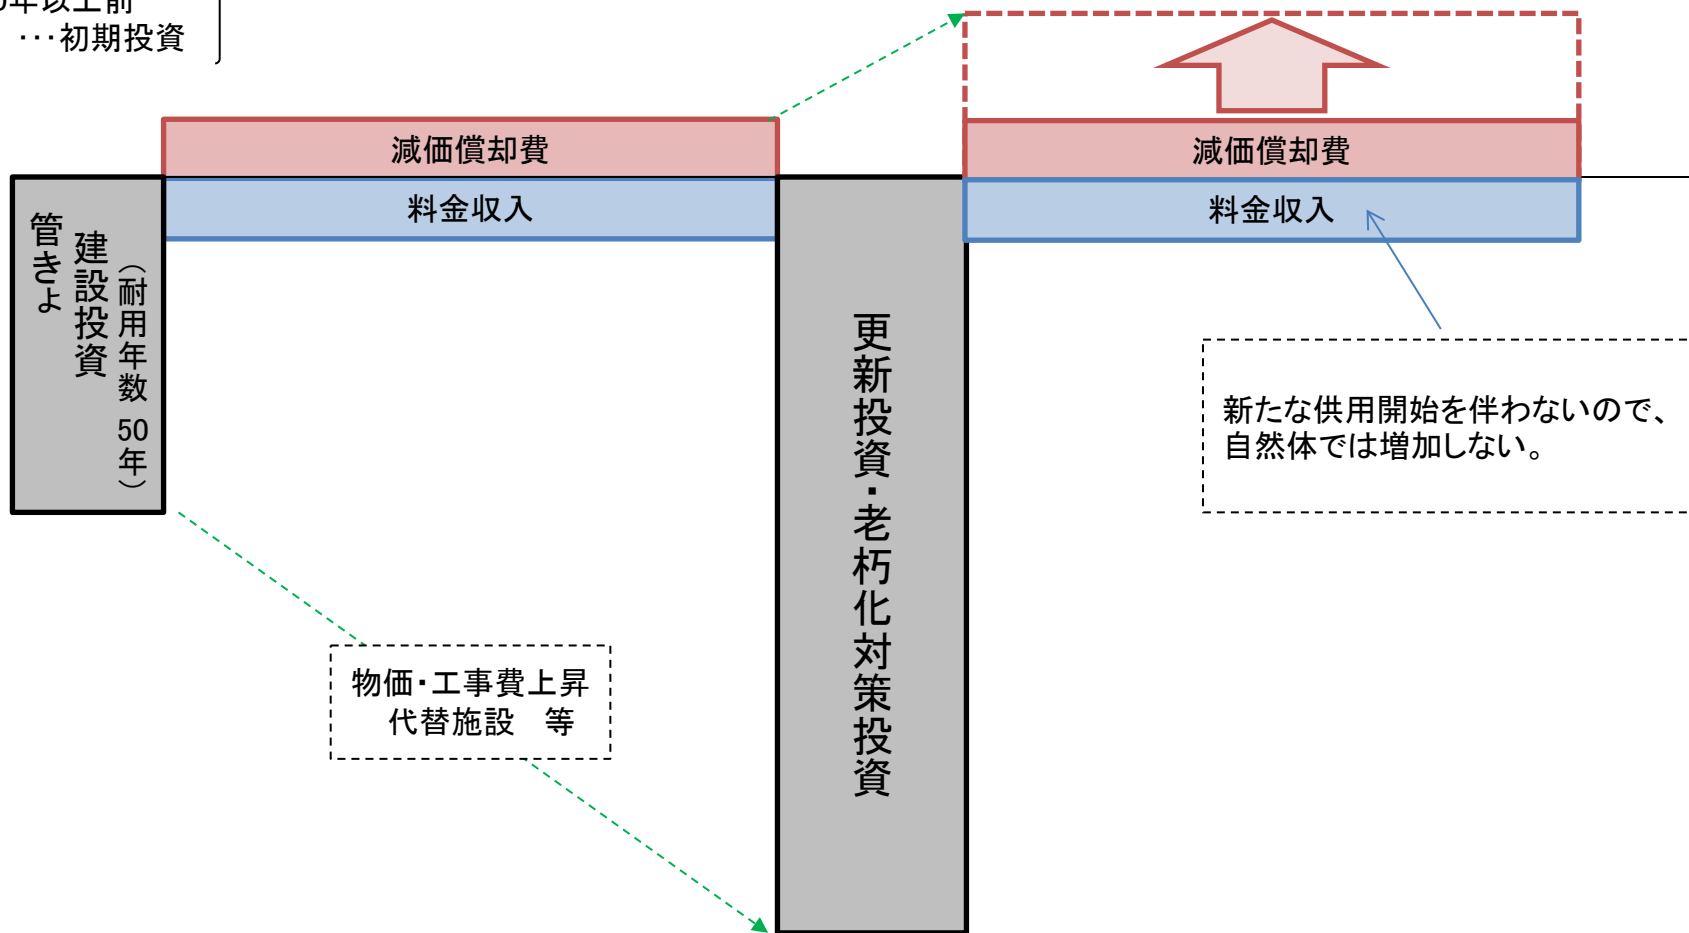 年以上前
…初期投資
減価償却費
減価償却費
料金収入
料金収入
管きょ
建設投資
（耐用年数 50年）
更新投資・老朽化対策投資
新たな供用開始を伴わないので、
自然体では増加しない。
物価・工事費上昇
代替施設　等